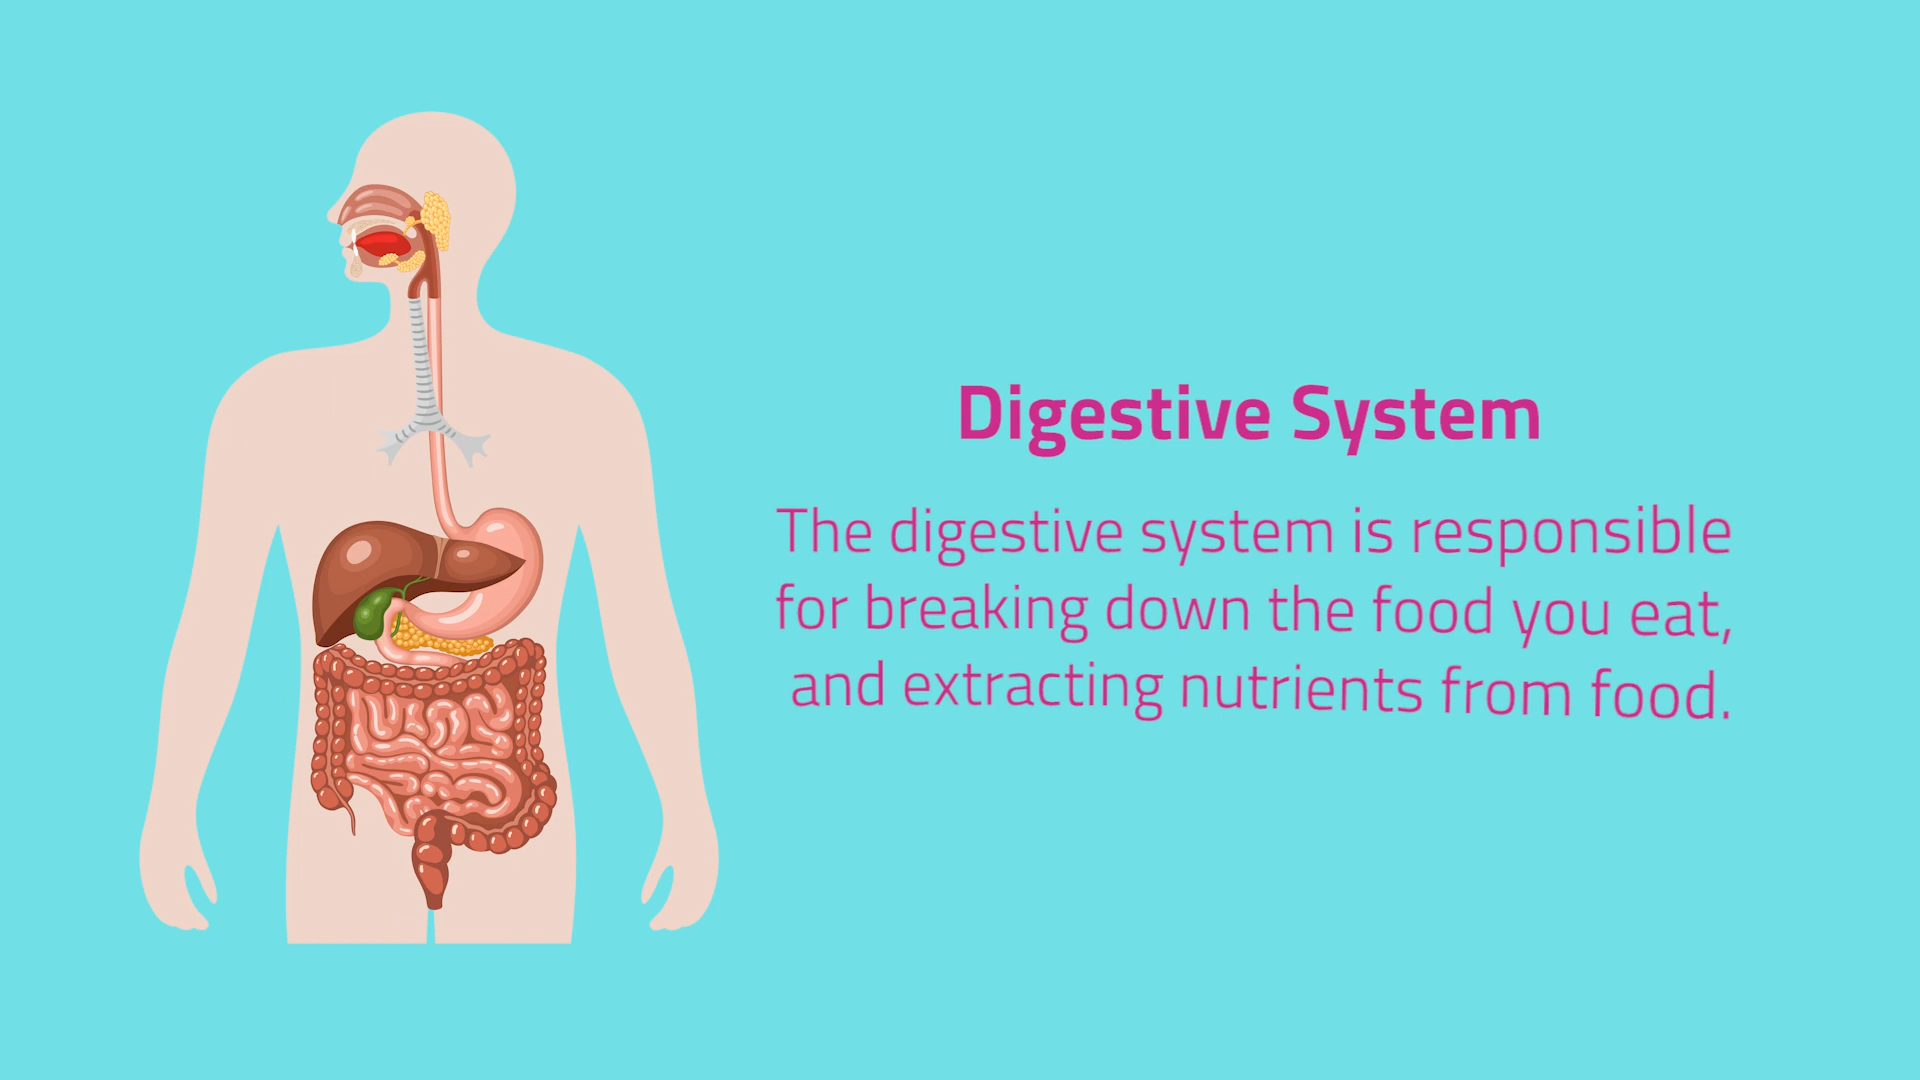 Digestive System
The digestive system is responsible
for breaking down the food you eat,
and extracting nutrients from food.